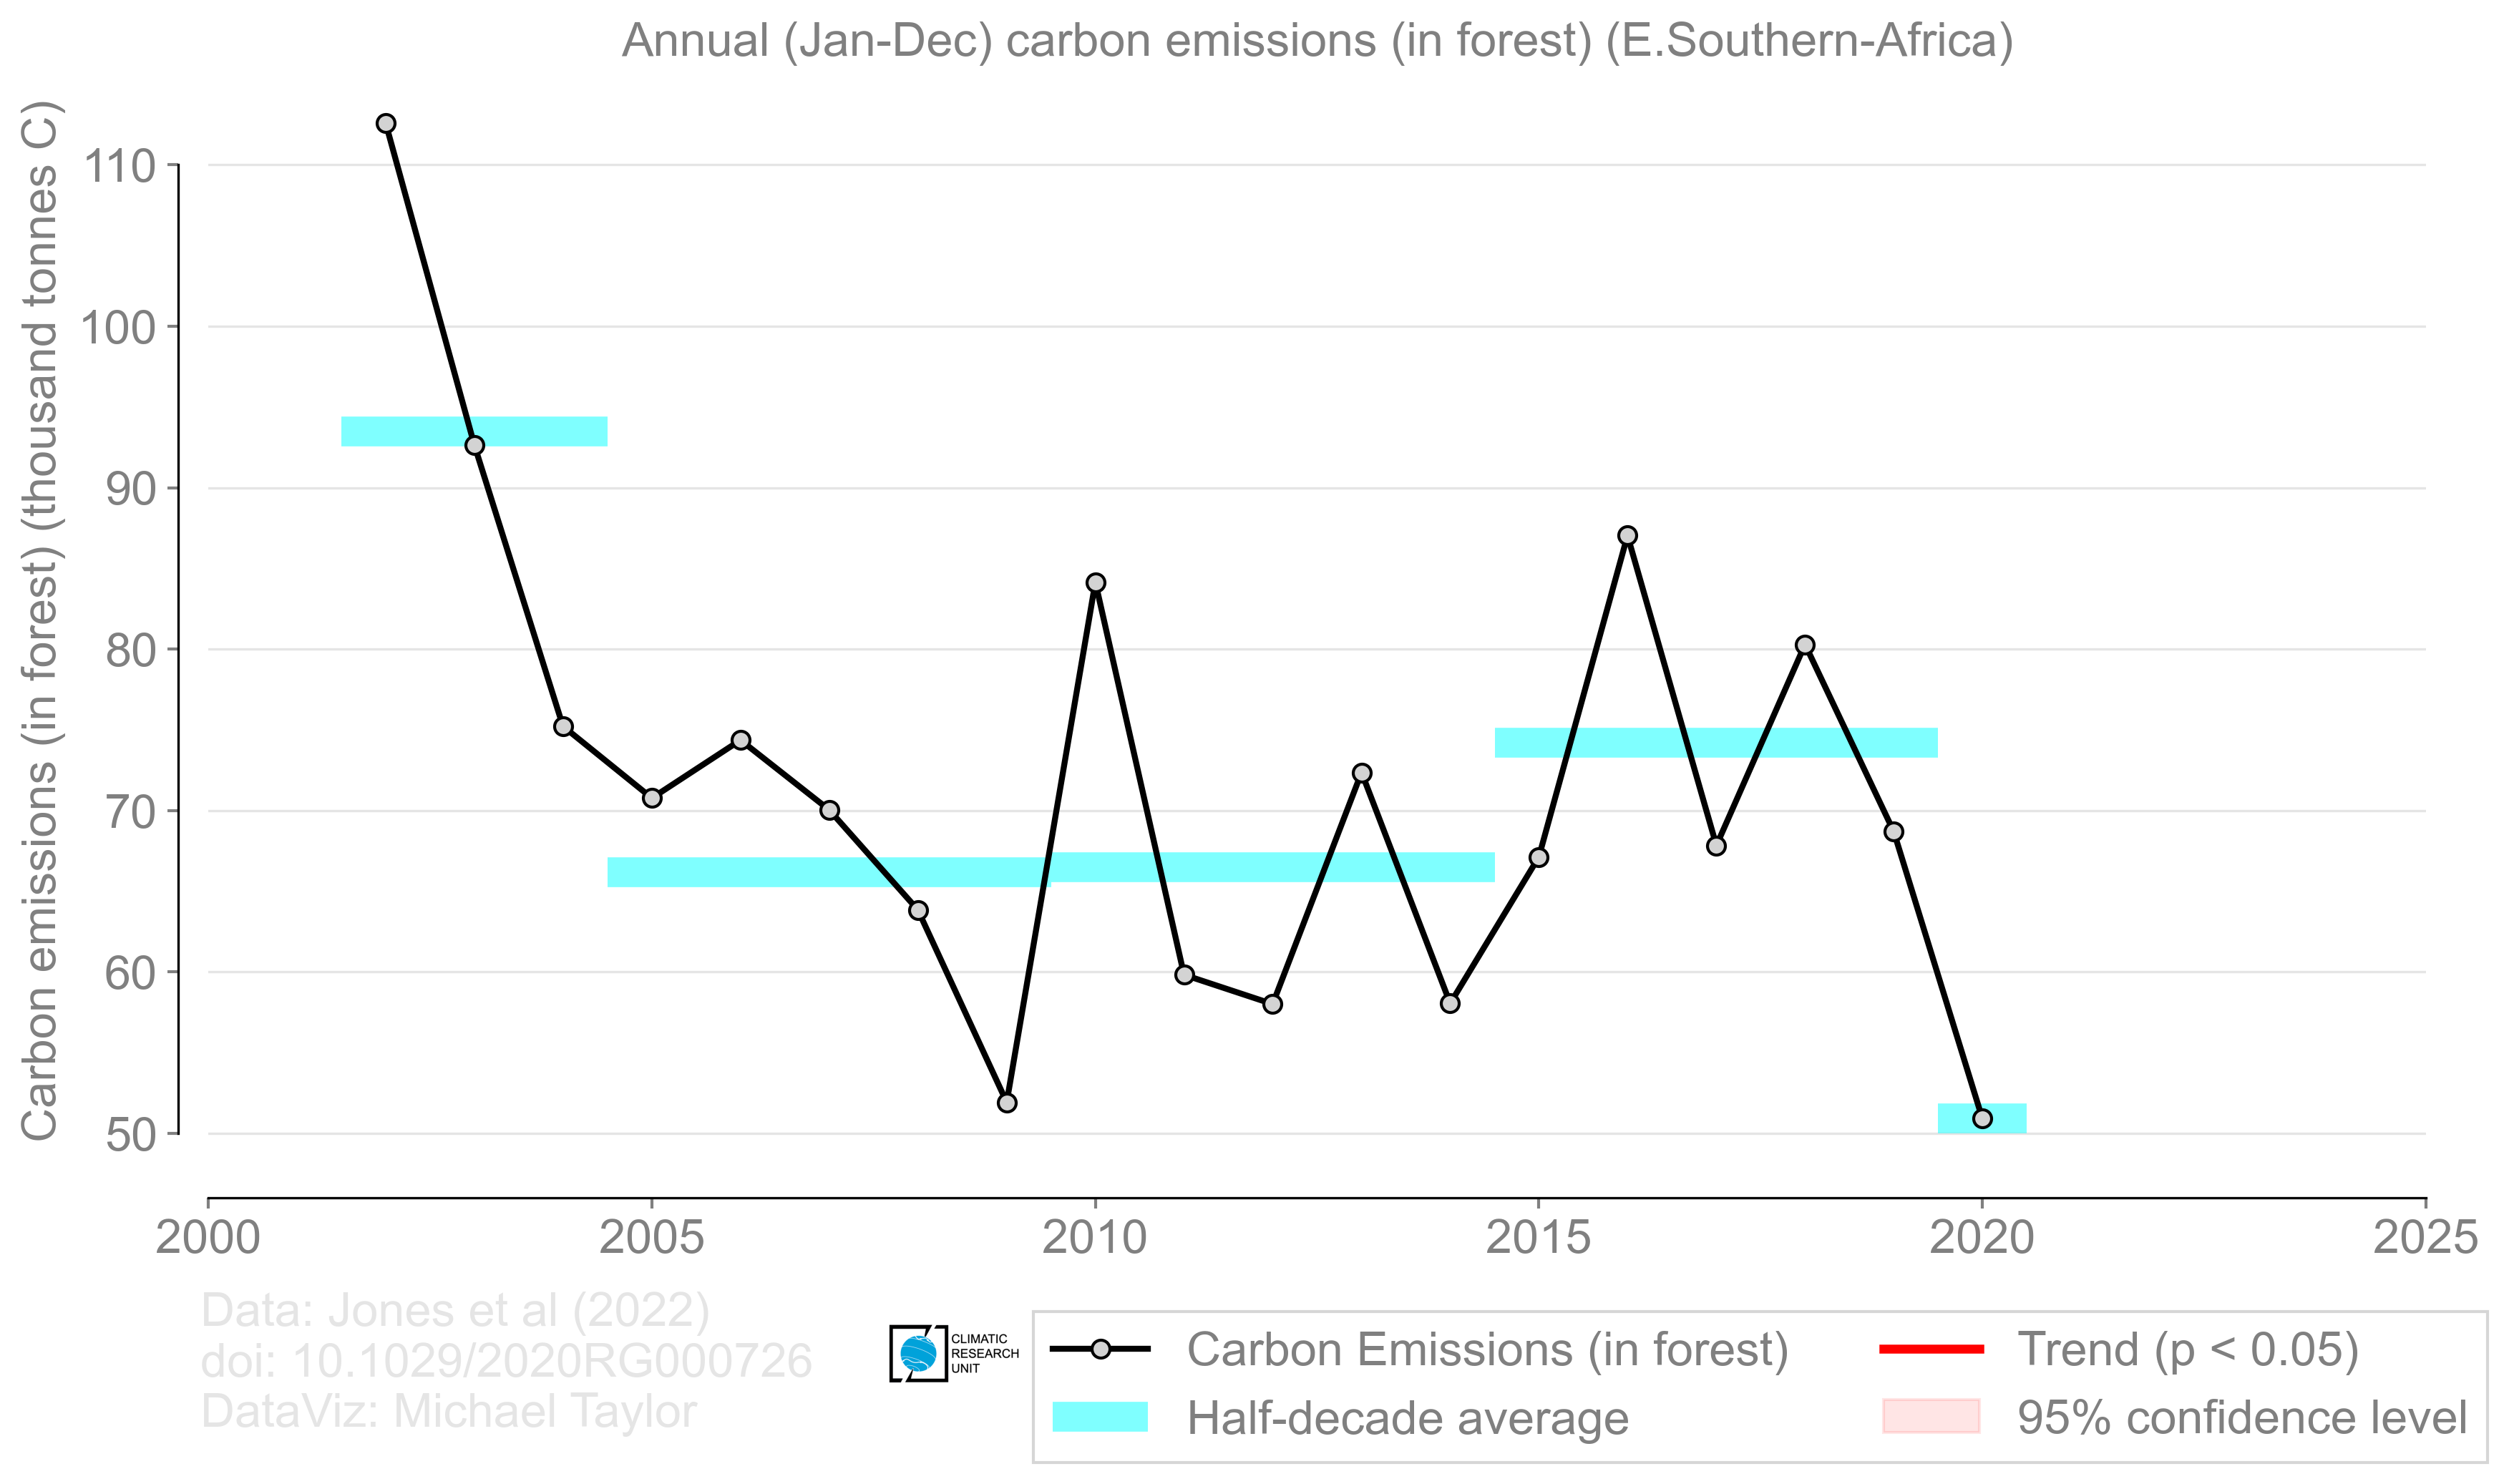 Annual (Jan-Dec) carbon emissions (in forest) (E.Southern-Africa)
Carbon emissions (in forest) (thousand tonnes C)
110
100
90
80
70
60
50
2000 2005 2010 2015 2020 2025
Data: Jones et al (2022)
doi: 10.1029/2020RG000726
DataViz: Michael Taylor
CLIMATIC
RESEARCH
UNIT
Carbon Emissions (in forest)
Half-decade average
Trend (p < 0.05)
95% confidence level